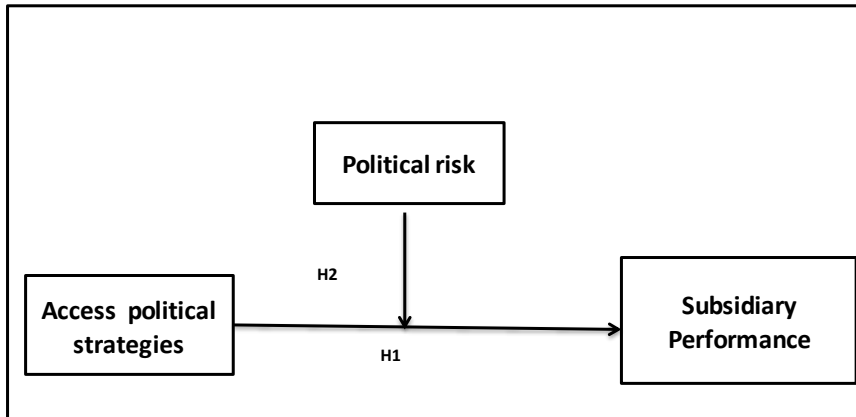 Political risk
H2
Access political
strategies
Subsidiary
Performance
H1